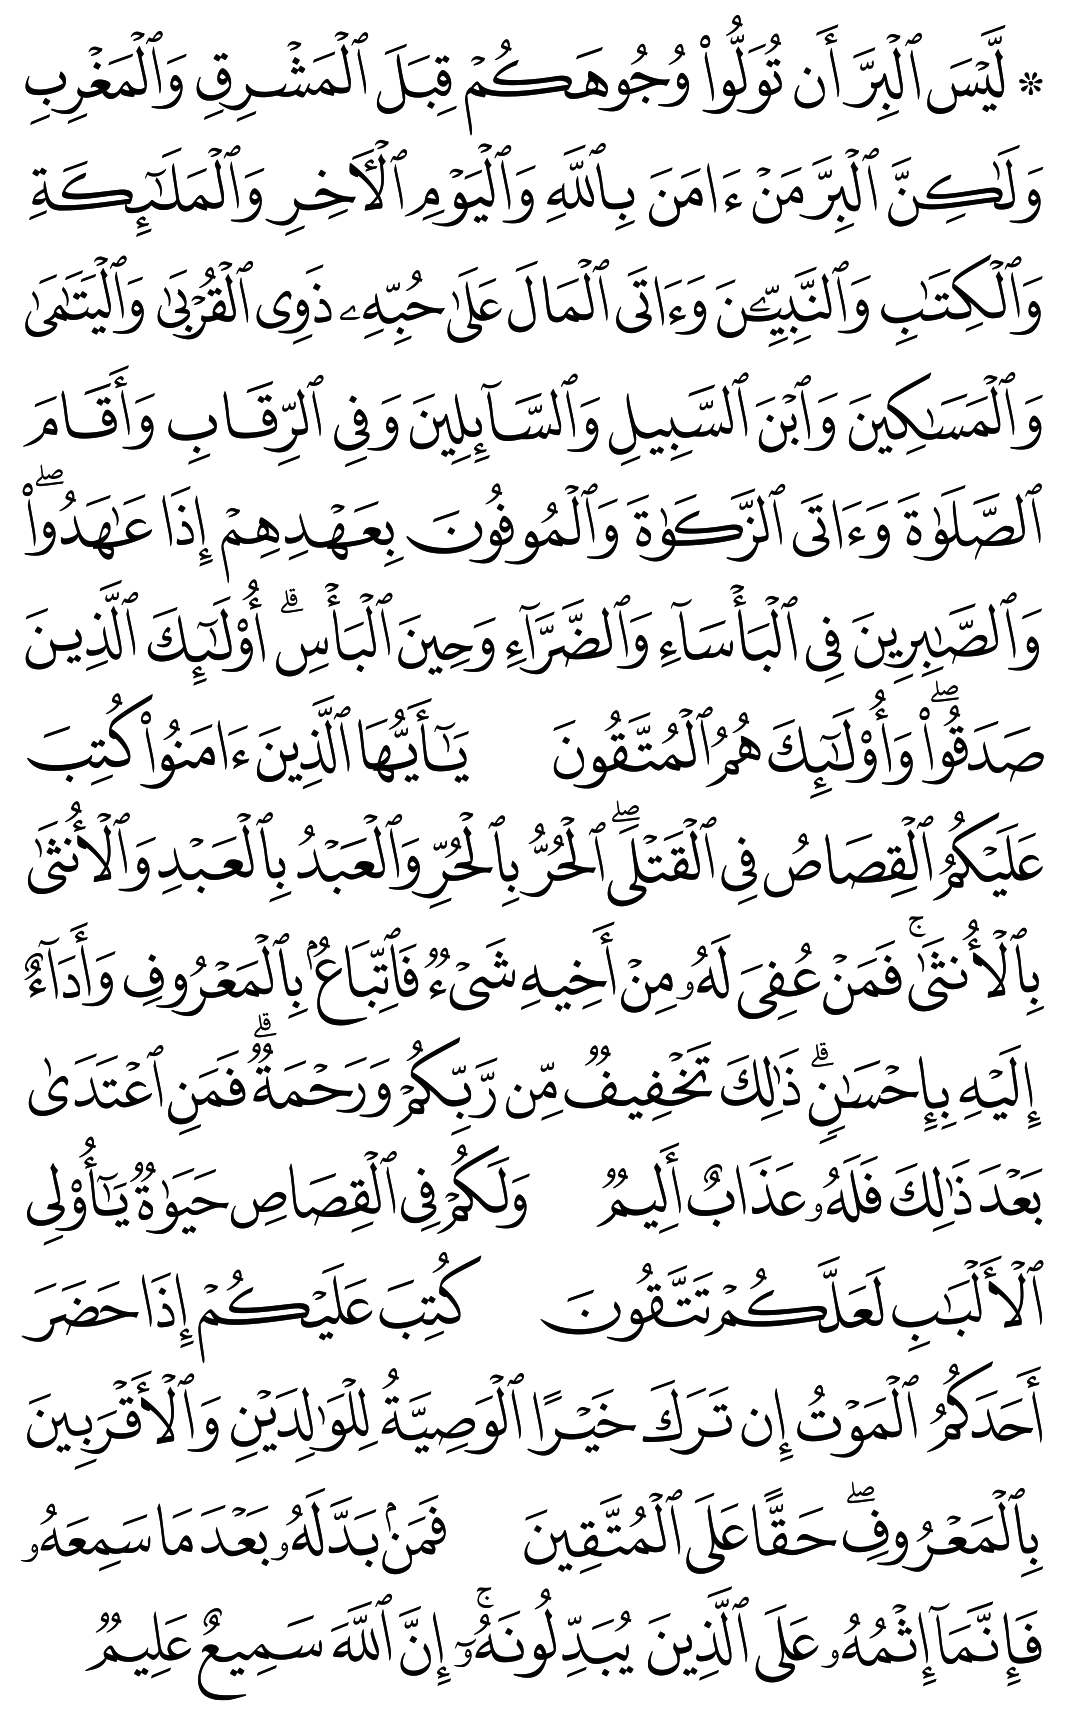 ۞ لَّيۡسَ ٱلۡبِرَّ أَن تُوَلُّواْ وُجُوهَكُمۡ قِبَلَ ٱلۡمَشۡرِقِ وَٱلۡمَغۡرِبِ
وَلَٰكِنَّ ٱلۡبِرَّ مَنۡ ءَامَنَ بِٱللَّهِ وَٱلۡيَوۡمِ ٱلۡأٓخِرِ وَٱلۡمَلَٰٓئِكَةِ
وَٱلۡكِتَٰبِ وَٱلنَّبِيِّـۧنَ وَءَاتَى ٱلۡمَالَ عَلَىٰ حُبِّهِۦ ذَوِي ٱلۡقُرۡبَىٰ وَٱلۡيَتَٰمَىٰ
وَٱلۡمَسَٰكِينَ وَٱبۡنَ ٱلسَّبِيلِ وَٱلسَّآئِلِينَ وَفِي ٱلرِّقَابِ وَأَقَامَ
ٱلصَّلَوٰةَ وَءَاتَى ٱلزَّكَوٰةَ وَٱلۡمُوفُونَ بِعَهۡدِهِمۡ إِذَا عَٰهَدُواْۖ
وَٱلصَّٰبِرِينَ فِي ٱلۡبَأۡسَآءِ وَٱلضَّرَّآءِ وَحِينَ ٱلۡبَأۡسِۗ أُوْلَٰٓئِكَ ٱلَّذِينَ
صَدَقُواْۖ وَأُوْلَٰٓئِكَ هُمُ ٱلۡمُتَّقُونَ يَٰٓأَيُّهَا ٱلَّذِينَ ءَامَنُواْ كُتِبَ
عَلَيۡكُمُ ٱلۡقِصَاصُ فِي ٱلۡقَتۡلَىۖ ٱلۡحُرُّ بِٱلۡحُرِّ وَٱلۡعَبۡدُ بِٱلۡعَبۡدِ وَٱلۡأُنثَىٰ
بِٱلۡأُنثَىٰۚ فَمَنۡ عُفِيَ لَهُۥ مِنۡ أَخِيهِ شَيۡءٞ فَٱتِّبَاعُۢ بِٱلۡمَعۡرُوفِ وَأَدَآءٌ
إِلَيۡهِ بِإِحۡسَٰنٖۗ ذَٰلِكَ تَخۡفِيفٞ مِّن رَّبِّكُمۡ وَرَحۡمَةٞۗ فَمَنِ ٱعۡتَدَىٰ
بَعۡدَ ذَٰلِكَ فَلَهُۥ عَذَابٌ أَلِيمٞ وَلَكُمۡ فِي ٱلۡقِصَاصِ حَيَوٰةٞ يَٰٓأُوْلِي
ٱلۡأَلۡبَٰبِ لَعَلَّكُمۡ تَتَّقُونَ كُتِبَ عَلَيۡكُمۡ إِذَا حَضَرَ
أَحَدَكُمُ ٱلۡمَوۡتُ إِن تَرَكَ خَيۡرًا ٱلۡوَصِيَّةُ لِلۡوَٰلِدَيۡنِ وَٱلۡأَقۡرَبِينَ
بِٱلۡمَعۡرُوفِۖ حَقًّا عَلَى ٱلۡمُتَّقِينَ فَمَنۢ بَدَّلَهُۥ بَعۡدَ مَا سَمِعَهُۥ
فَإِنَّمَآ إِثۡمُهُۥ عَلَى ٱلَّذِينَ يُبَدِّلُونَهُۥٓۚ إِنَّ ٱللَّهَ سَمِيعٌ عَلِيمٞ